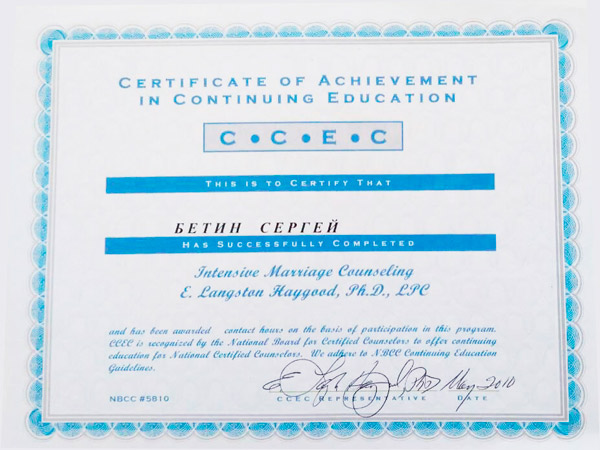 CERTIFICATE OF ACHIEVEMENT
IN CONTINUING EDUCATION
C • C • E • C
THIS IS TO CERTIFY THAT
БЕТИН СЕРГЕЙ
HAS SUCCESSFULLY COMPLETED
Intensive Marriage Counseling
E. Langston Haygood, Ph.D., LPC
and has been awarded contact hours on the basis of participation in this program.
CCEC is recognized by the National Board for Certified Counselors to offer continuing
education for National Certified Counselors. We adhere to NBCC Continuing Education
Guidelines.
May 2010
NBCC #5810 CCEC REPRESENTATIVE DATE